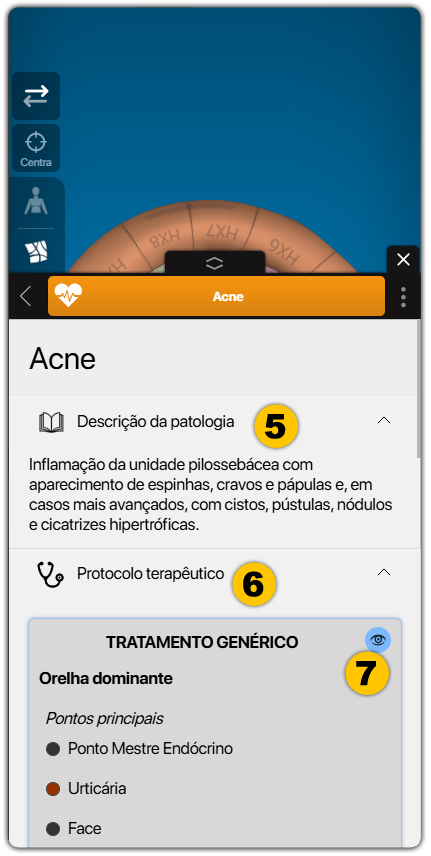 Centra
HX8
HX7
HX6
HX
Acne
Acne
Descrição da patologia
5
Inflamação da unidade pilossebácea com
aparecimento de espinhas, cravos e pápulas e, em
casos mais avançados, com cistos, pústulas, nódulos
e cicatrizes hipertróficas.
Protocolo terapêutico
6
TRATAMENTO GENÉRICO
7
Orelha dominante
Pontos principais
Ponto Mestre Endócrino
Urticária
Face